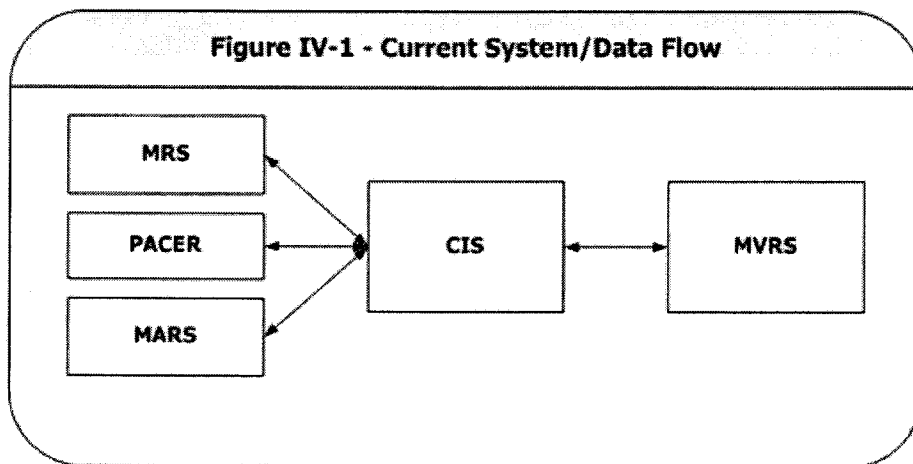 Figure IV-1 - Current System/Data Flow
MRS
PACER
CIS
MVRS
MARS